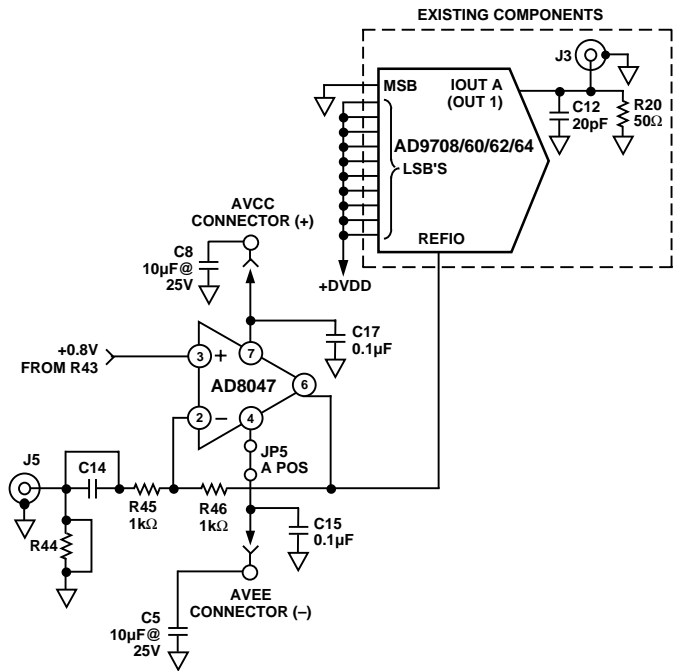 EXISTING COMPONENTS
J3
MSB
IOUT A
(OUT 1)
C12
20pF
R20
50Ω
AD9708/60/62/64
LSB'S
REFIO
+DVDD
AVCC
CONNECTOR (+)
C8
10µF@
25V
C17
0.1µF
+0.8V
FROM R43
3
+
7
AD8047
6
2
–
4
JP5
A POS
J5
C14
R45
1kΩ
R46
1kΩ
R44
C15
0.1µF
AVEE
CONNECTOR (–)
C5
10µF@
25V